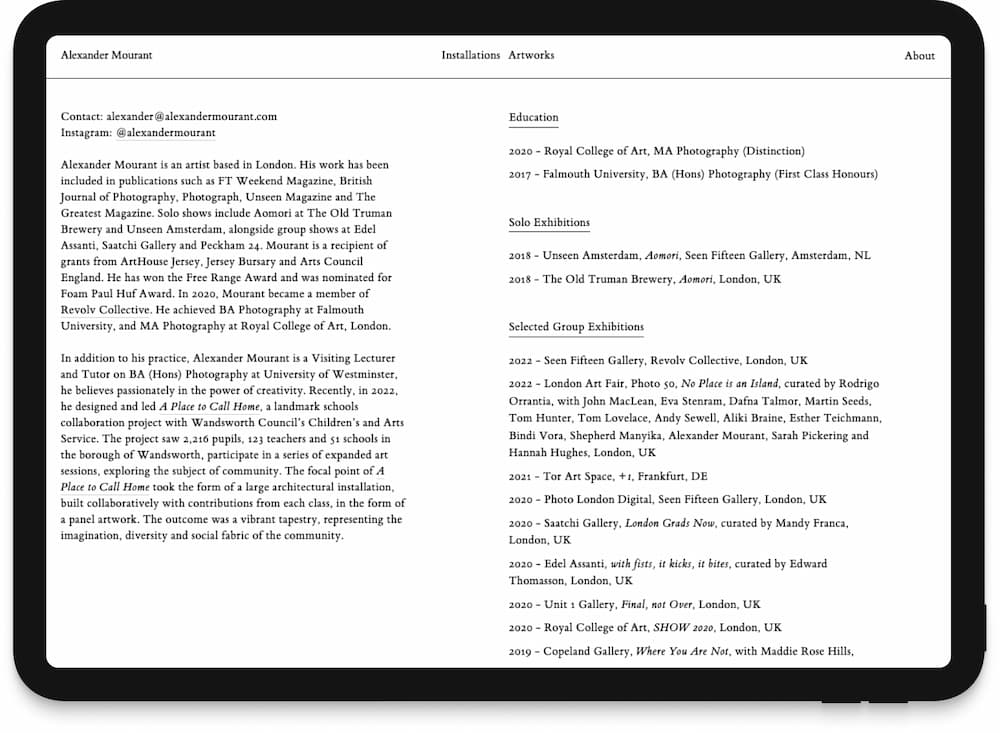 Alexander Mourant
Installations Artworks
About
Contact: alexander@alexandermourant.com
Instagram: @alexandermourant
Alexander Mourant is an artist based in London. His work has been
included in publications such as FT Weekend Magazine, British
Journal of Photography, Photograph, Unseen Magazine and The
Greatest Magazine. Solo shows include Aomori at The Old Truman
Brewery and Unseen Amsterdam, alongside group shows at Edel
Assanti, Saatchi Gallery and Peckham 24. Mourant is a recipient of
grants from ArtHouse Jersey, Jersey Bursary and Arts Council
England. He has won the Free Range Award and was nominated for
Foam Paul Huf Award. In 2020, Mourant became a member of
Revolv Collective. He achieved BA Photography at Falmouth
University, and MA Photography at Royal College of Art, London.
In addition to his practice, Alexander Mourant is a Visiting Lecturer
and Tutor on BA (Hons) Photography at University of Westminster,
he believes passionately in the power of creativity. Recently, in 2022,
he designed and led A Place to Call Home, a landmark schools
collaboration project with Wandsworth Council's Children's and Arts
Service. The project saw 2,216 pupils, 123 teachers and 51 schools in
the borough of Wandsworth, participate in a series of expanded art
sessions, exploring the subject of community. The focal point of A
Place to Call Home took the form of a large architectural installation,
built collaboratively with contributions from each class, in the form of
a panel artwork. The outcome was a vibrant tapestry, representing the
imagination, diversity and social fabric of the community.
Education
2020 – Royal College of Art, MA Photography (Distinction)
2017 – Falmouth University, BA (Hons) Photography (First Class Honours)
Solo Exhibitions
2018 – Unseen Amsterdam, Aomori, Seen Fifteen Gallery, Amsterdam, NL
2018 – The Old Truman Brewery, Aomori, London, UK
Selected Group Exhibitions
2022 – Seen Fifteen Gallery, Revolv Collective, London, UK
2022 – London Art Fair, Photo 50, No Place is an Island, curated by Rodrigo
Orrantia, with John MacLean, Eva Stenram, Dafna Talmor, Martin Seeds,
Tom Hunter, Tom Lovelace, Andy Sewell, Aliki Braine, Esther Teichmann,
Bindi Vora, Shepherd Manyika, Alexander Mourant, Sarah Pickering and
Hannah Hughes, London, UK
2021 – Tor Art Space, +1, Frankfurt, DE
2020 – Photo London Digital, Seen Fifteen Gallery, London, UK
2020 – Saatchi Gallery, London Grads Now, curated by Mandy Franca,
London, UK
2020 – Edel Assanti, with fists, it kicks, it bites, curated by Edward
Thomasson, London, UK
2020 – Unit 1 Gallery, Final, not Over, London, UK
2020 – Royal College of Art, SHOW 2020, London, UK
2019 – Copeland Gallery, Where You Are Not, with Maddie Rose Hills,